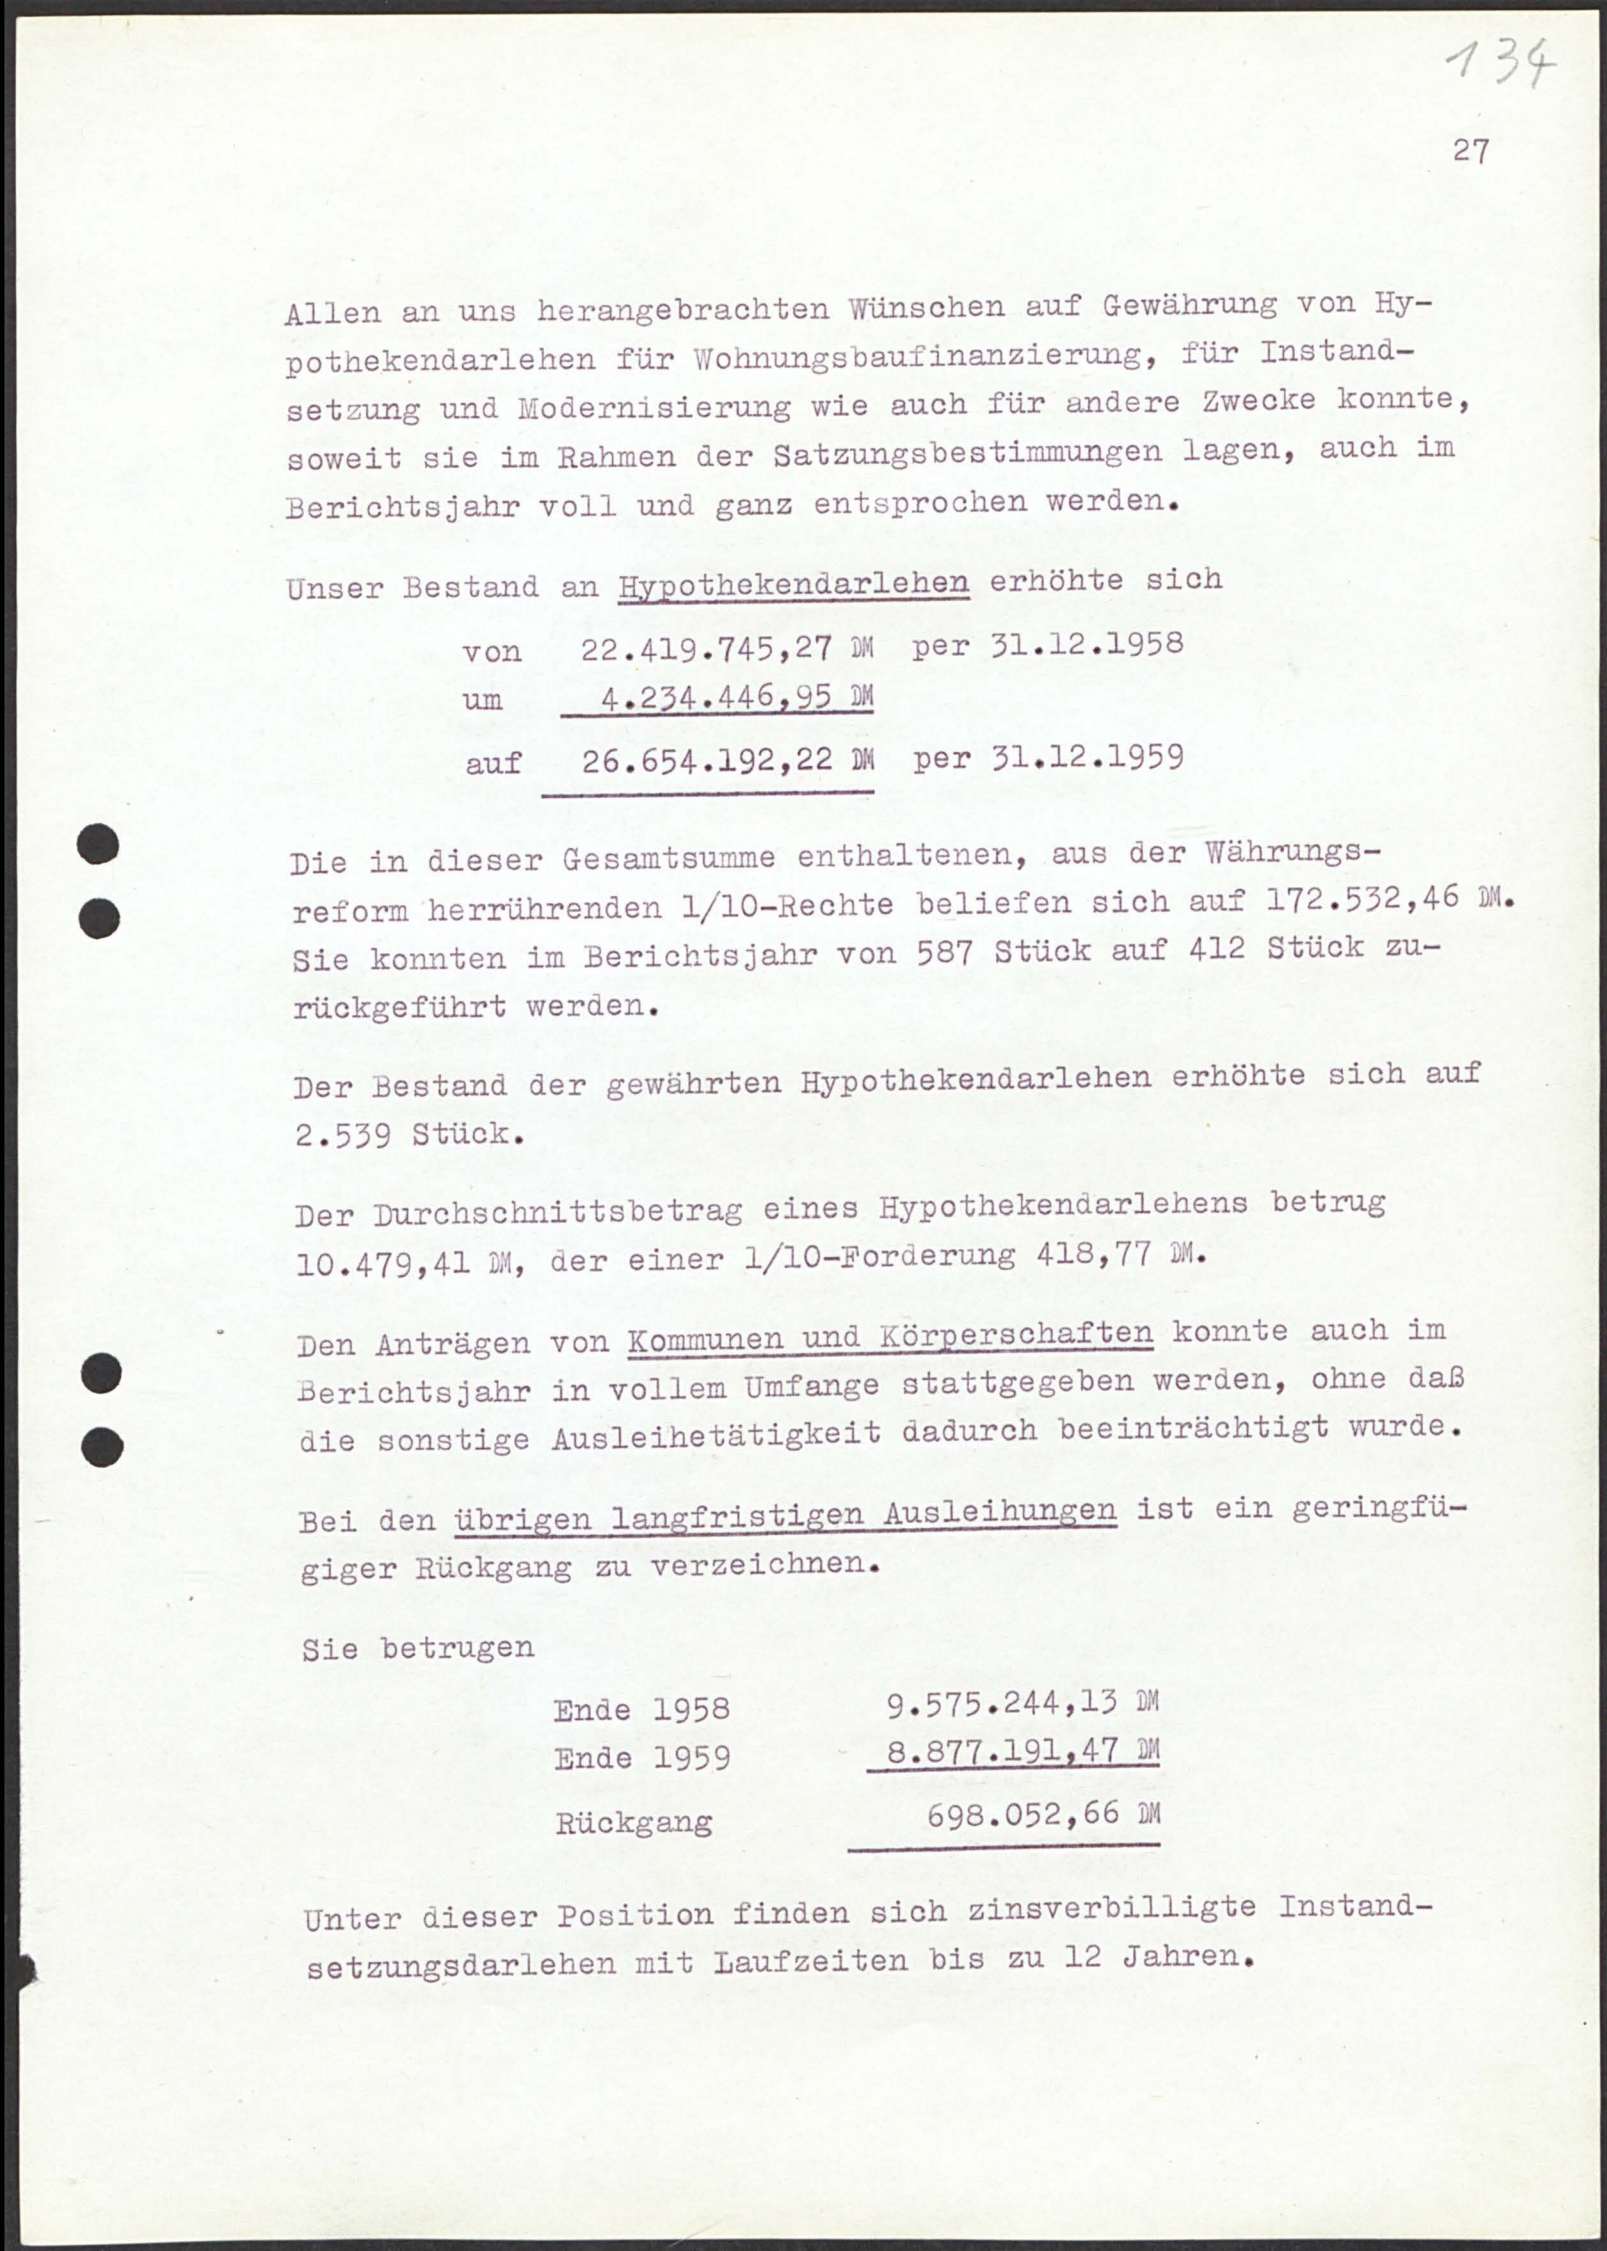 134
27
Allen an uns herangebrachten Wünschen auf Gewährung von Hy-
pothekendarlehen für Wohnungsbaufinanzierung, für Instand-
setzung und Modernisierung wie auch für andere Zwecke konnte,
soweit sie im Rahmen der Satzungsbestimmungen lagen, auch im
Berichtsjahr voll und ganz entsprochen werden.
Unser Bestand an Hypothekendarlehen erhöhte sich
von 22.419.745,27 DM per 31.12.1958
um 4.234.446,95 DM
auf 26.654.192,22 DM per 31.12.1959
Die in dieser Gesamtsumme enthaltenen, aus der Währungs-
reform herrührenden 1/10-Rechte beliefen sich auf 172.532,46 DM.
Sie konnten im Berichtsjahr von 587 Stück auf 412 Stück zu-
rückgeführt werden.
Der Bestand der gewährten Hypothekendarlehen erhöhte sich auf
2.539 Stück.
Der Durchschnittsbetrag eines Hypothekendarlehens betrug
10.479,41 DM, der einer 1/10-Forderung 418,77 DM.
Den Anträgen von Kommunen und Körperschaften konnte auch im
Berichtsjahr in vollem Umfange stattgegeben werden, ohne daß
die sonstige Ausleihetätigkeit dadurch beeinträchtigt wurde.
Bei den übrigen langfristigen Ausleihungen ist ein geringfü-
giger Rückgang zu verzeichnen.
Sie betrugen
Ende 1958 9.575.244,13 DM
Ende 1959 8.877.191,47 DM
Rückgang 698.052,66 DM
Unter dieser Position finden sich zinsverbilligte Instand-
setzungsdarlehen mit Laufzeiten bis zu 12 Jahren.